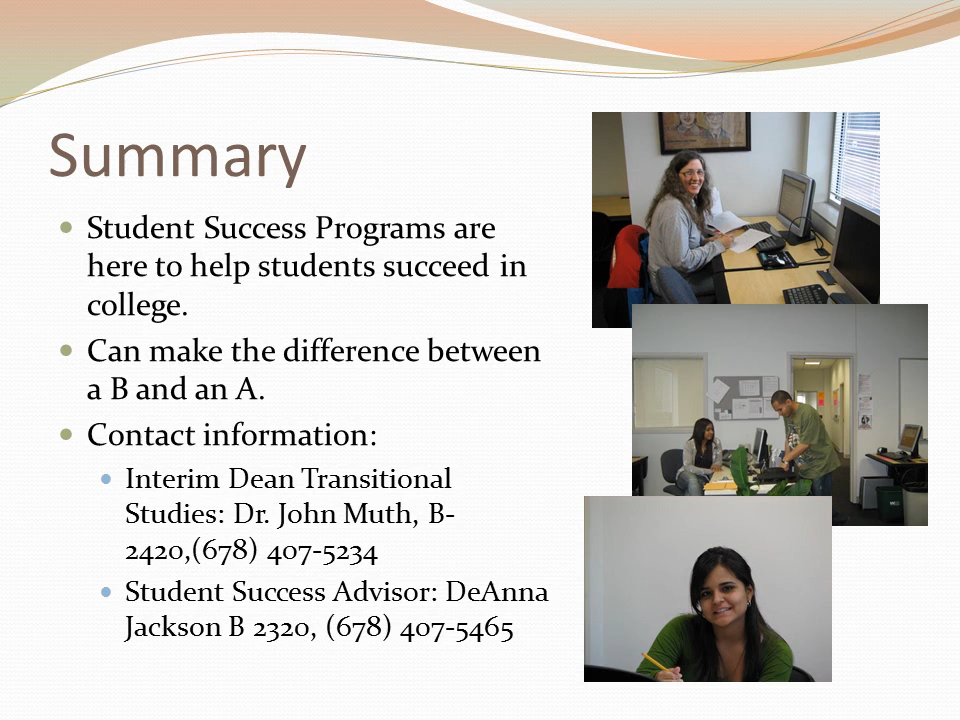 Summary
Student Success Programs are
here to help students succeed in
college.
Can make the difference between
a B and an A.
Contact information:
Interim Dean Transitional
Studies: Dr. John Muth, B-
2420,(678) 407-5234
Student Success Advisor: DeAnna
Jackson B 2320, (678) 407-5465